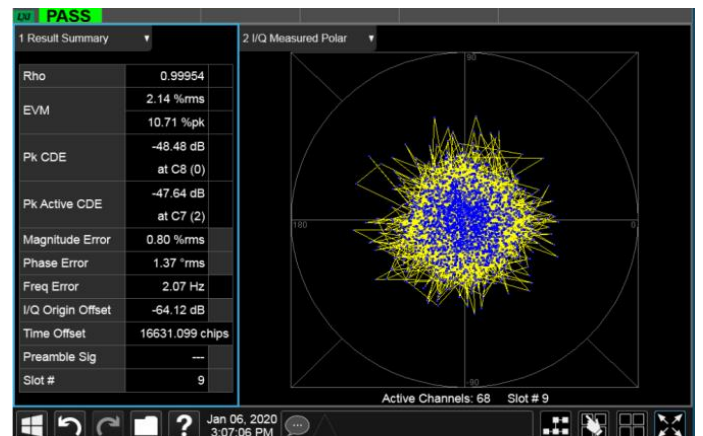 LXI PASS
1 Result Summary
2 I/Q Measured Polar
Rho 0.99954
EVM 2.14 %rms
10.71 %pk
Pk CDE -48.48 dB
at C8 (0)
Pk Active CDE -47.64 dB
at C7 (2)
Magnitude Error 0.80 %rms
Phase Error 1.37 °rms
Freq Error 2.07 Hz
I/Q Origin Offset -64.12 dB
Time Offset 16631.099 chips
Preamble Sig ---
Slot # 9
90
180
0
-90
Active Channels: 68 Slot # 9
?
Jan 06, 2020
3:07:06 PM